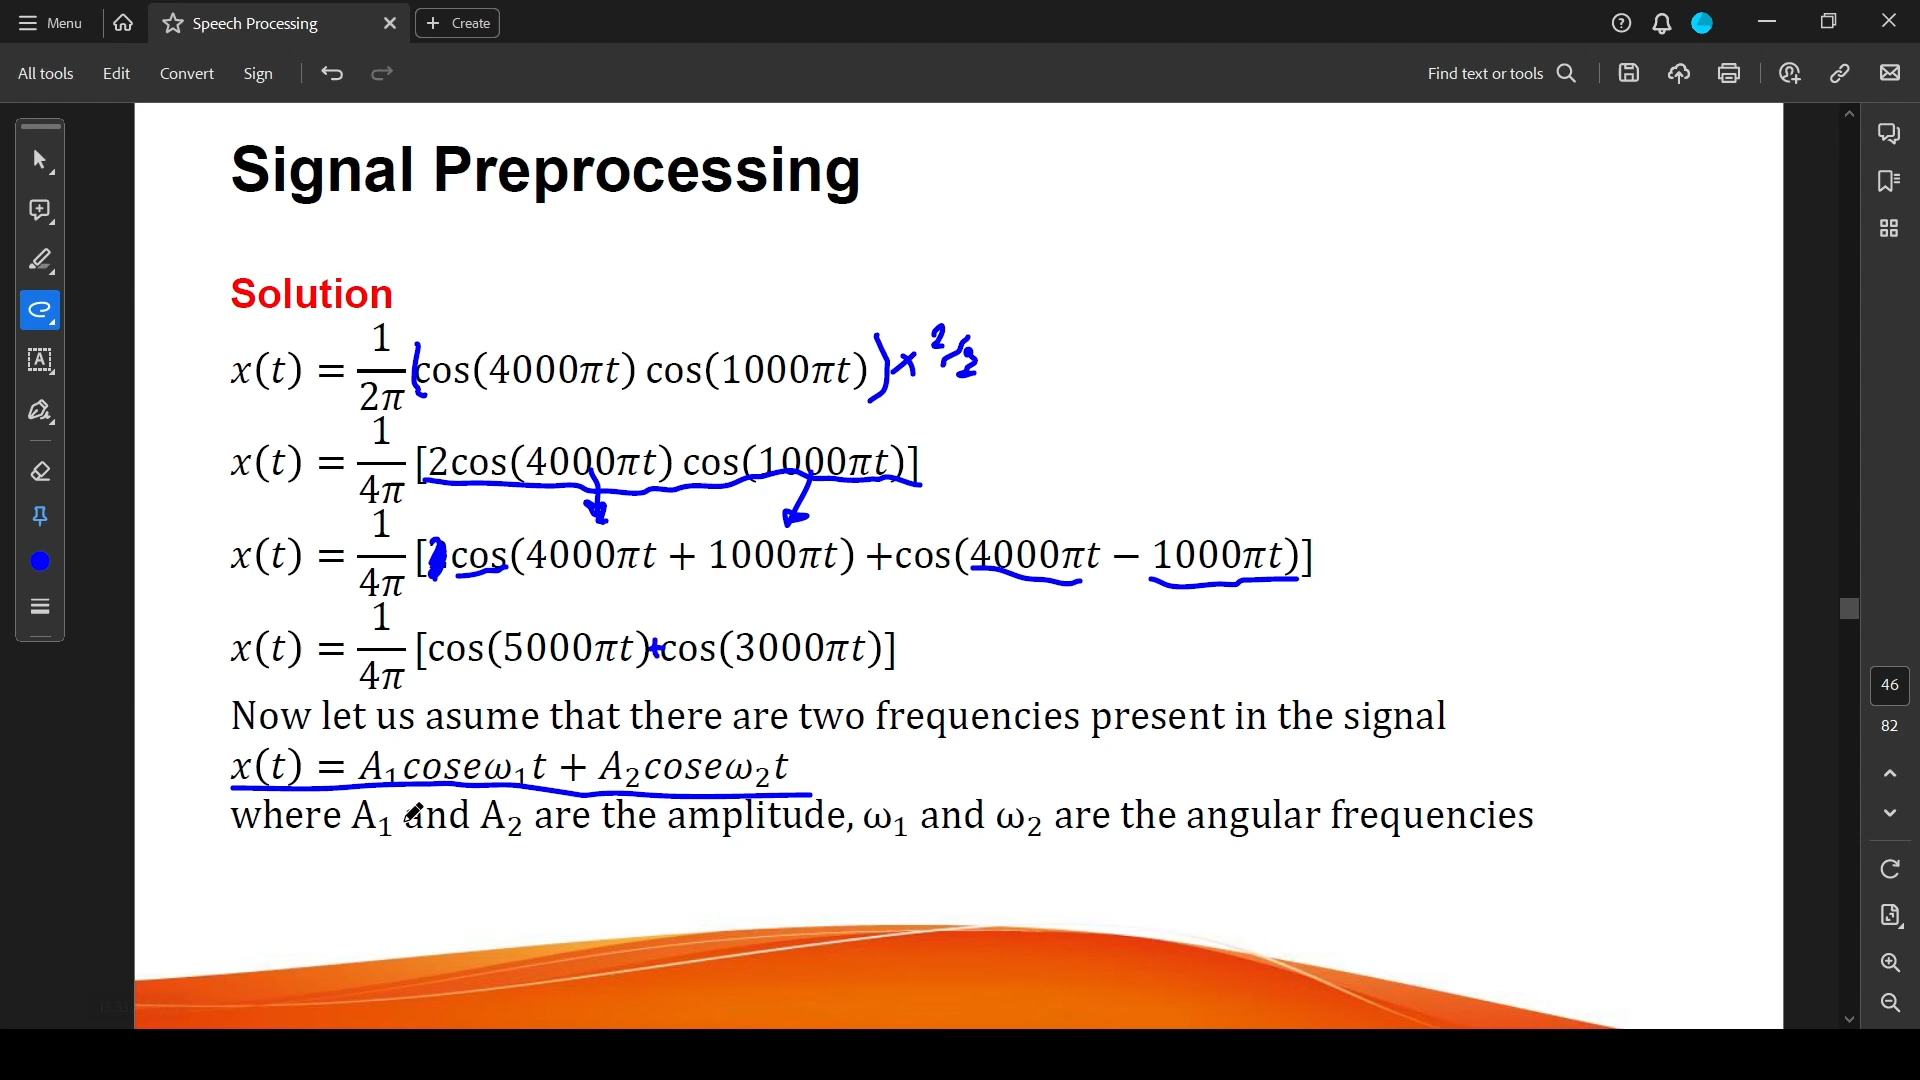 Menu
Speech Processing
Create
All tools
Edit
Convert
Sign
Find text or tools
Signal Preprocessing
Solution
x(t) = 1/2π (cos(4000πt) cos(1000πt)) × 2/2
x(t) = 1/4π [2cos(4000πt) cos(1000πt)]
x(t) = 1/4π [cos(4000πt + 1000πt) +cos(4000πt − 1000πt)]
x(t) = 1/4π [cos(5000πt)+cos(3000πt)]
Now let us asume that there are two frequencies present in the signal
x(t) = A₁coseω₁t + A₂coseω₂t
where A₁ and A₂ are the amplitude, ω₁ and ω₂ are the angular frequencies
46
82